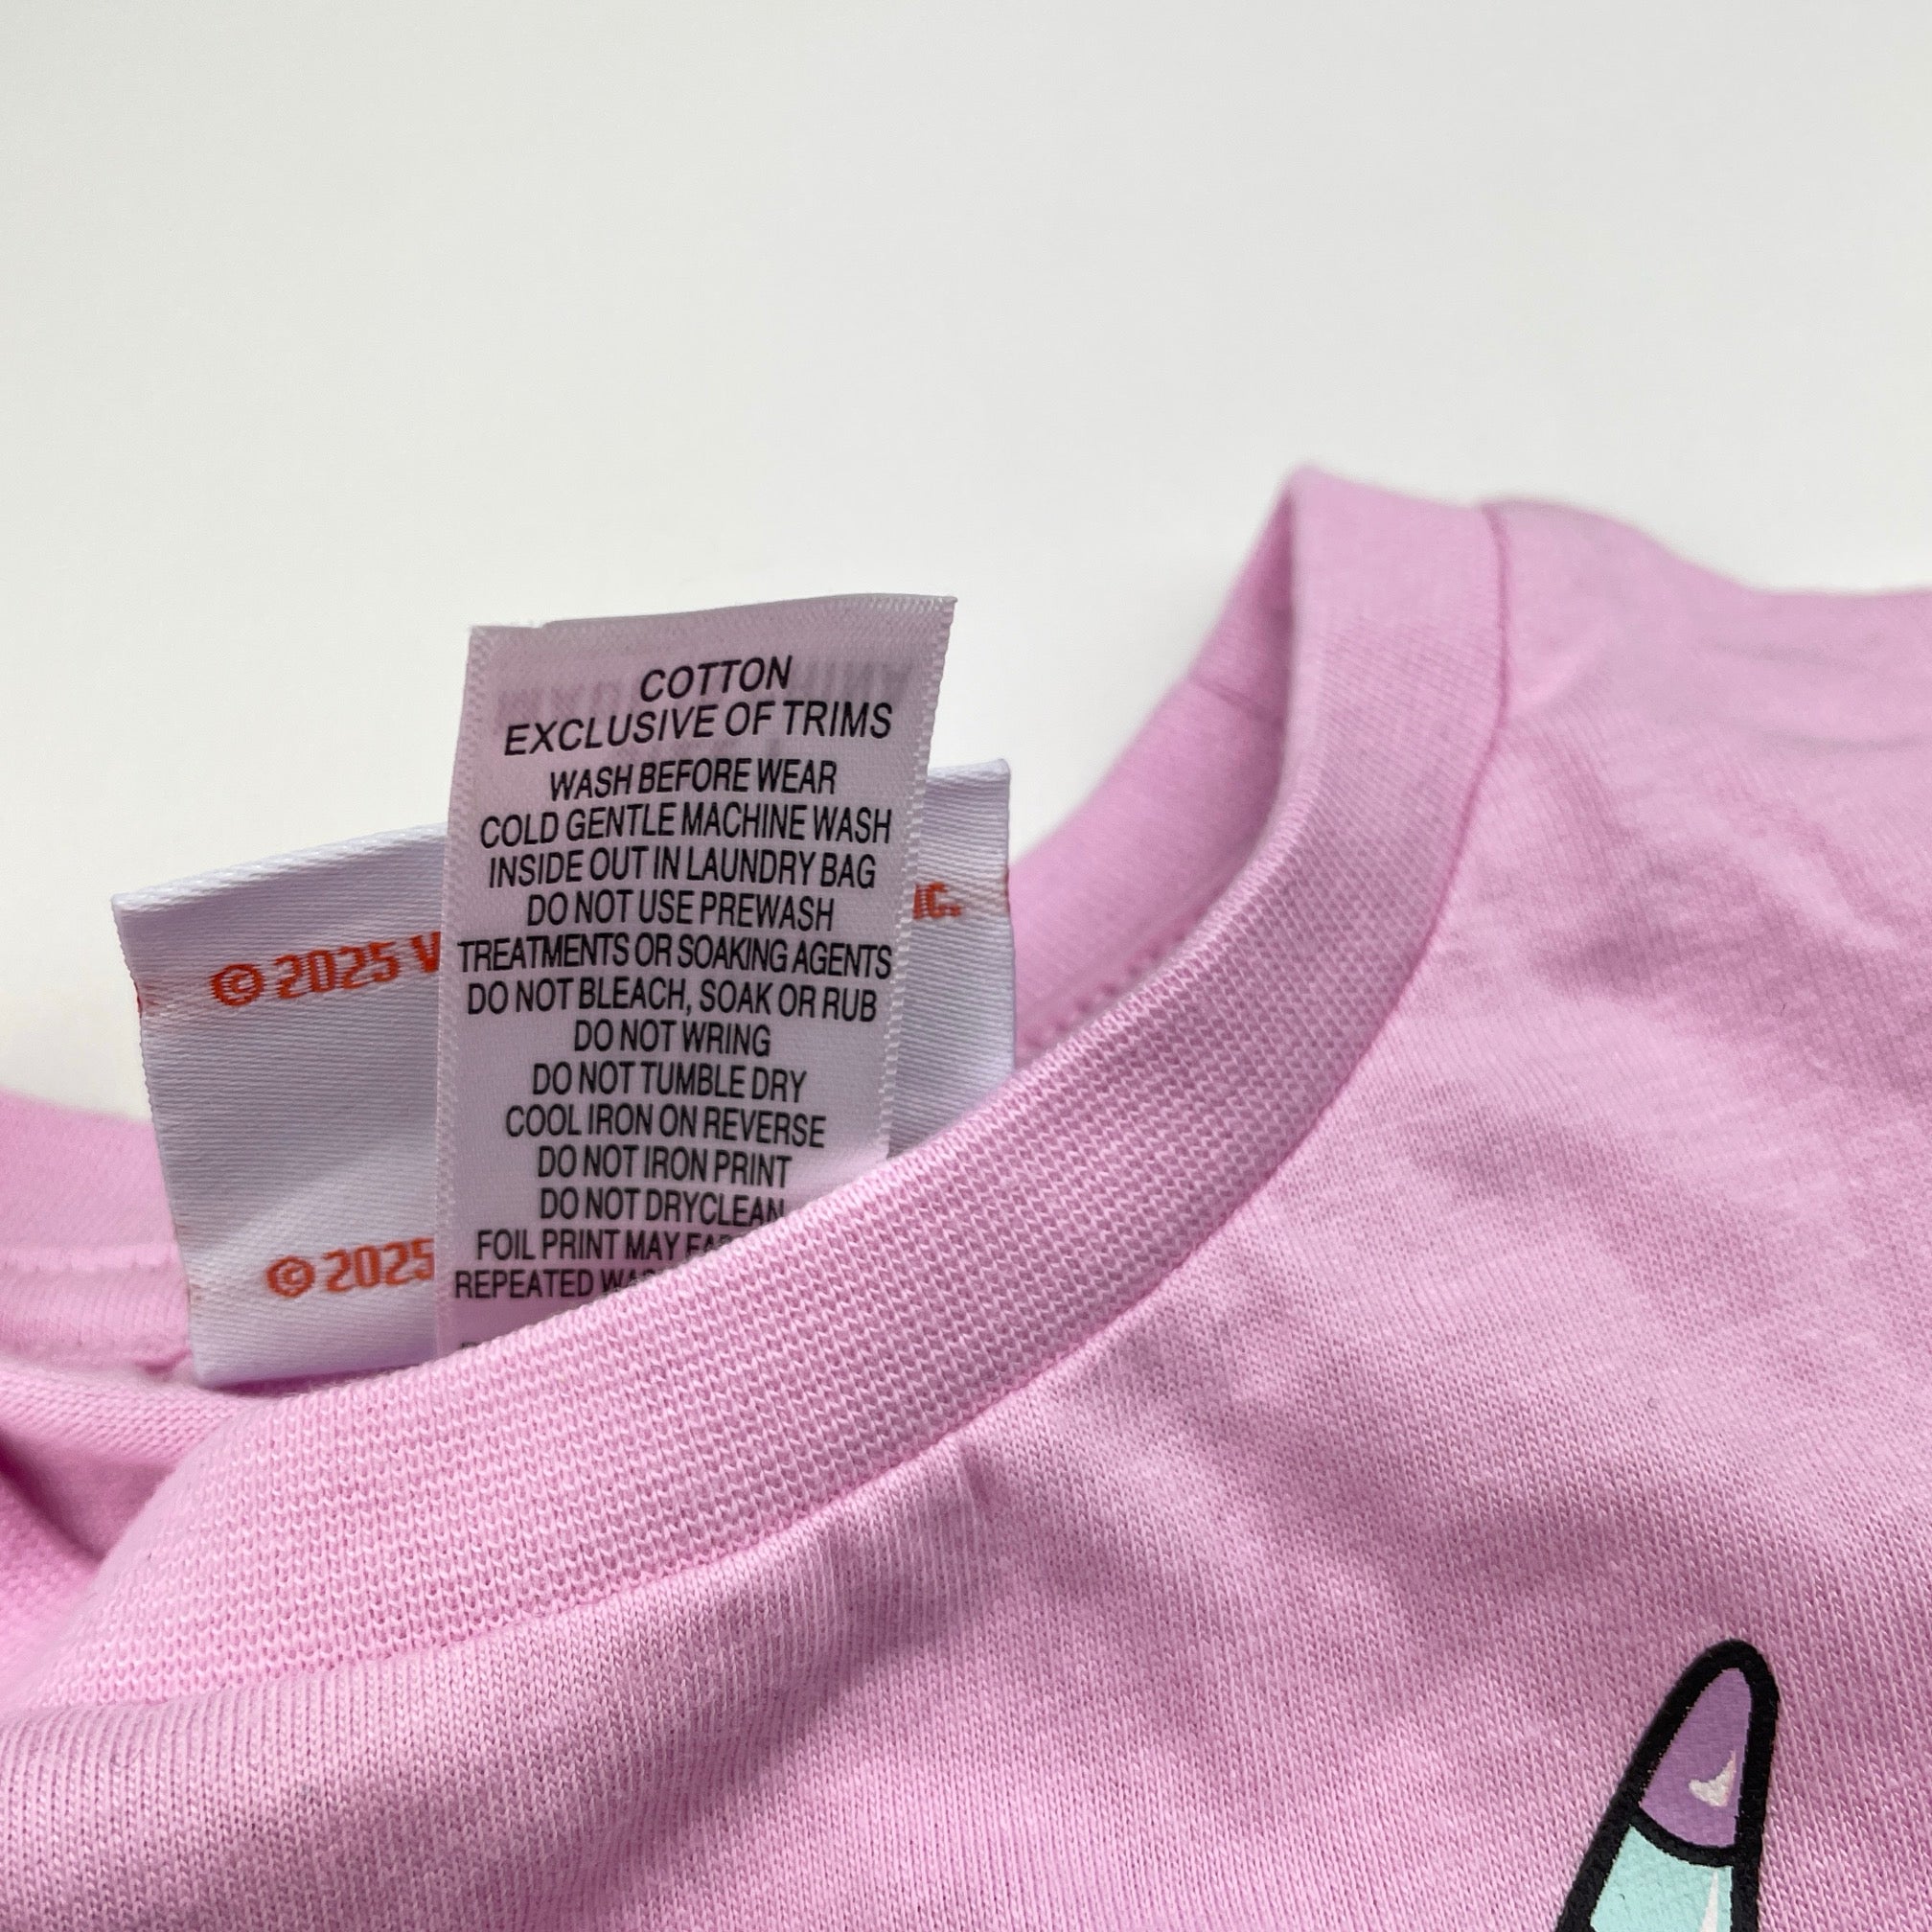 COTTON
EXCLUSIVE OF TRIMS
WASH BEFORE WEAR
COLD GENTLE MACHINE WASH
INSIDE OUT IN LAUNDRY BAG
DO NOT USE PREWASH
TREATMENTS OR SOAKING AGENTS
DO NOT BLEACH, SOAK OR RUB
DO NOT WRING
DO NOT TUMBLE DRY
COOL IRON ON REVERSE
DO NOT IRON PRINT
DO NOT DRYCLEAN
FOIL PRINT MAY
REPEATED
© 2025
© 2025